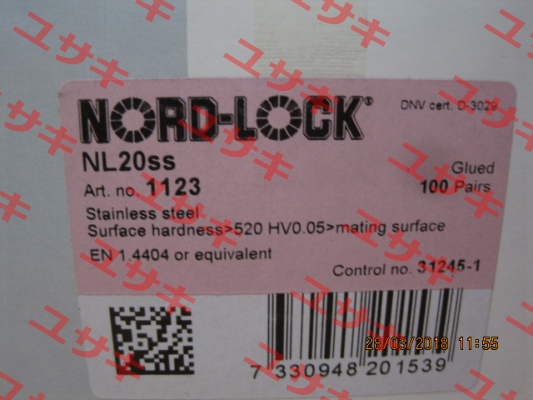 NORD-LOCK®
DNV cert. D-3029
NL20ss
Glued
Art. no. 1123
100 Pairs
Stainless steel
Surface hardness>520 HV0.05>mating surface
EN 1.4404 or equivalent
Control no. 31245-1
28/03/2018 11:55
7 330948 201539
ユサキ